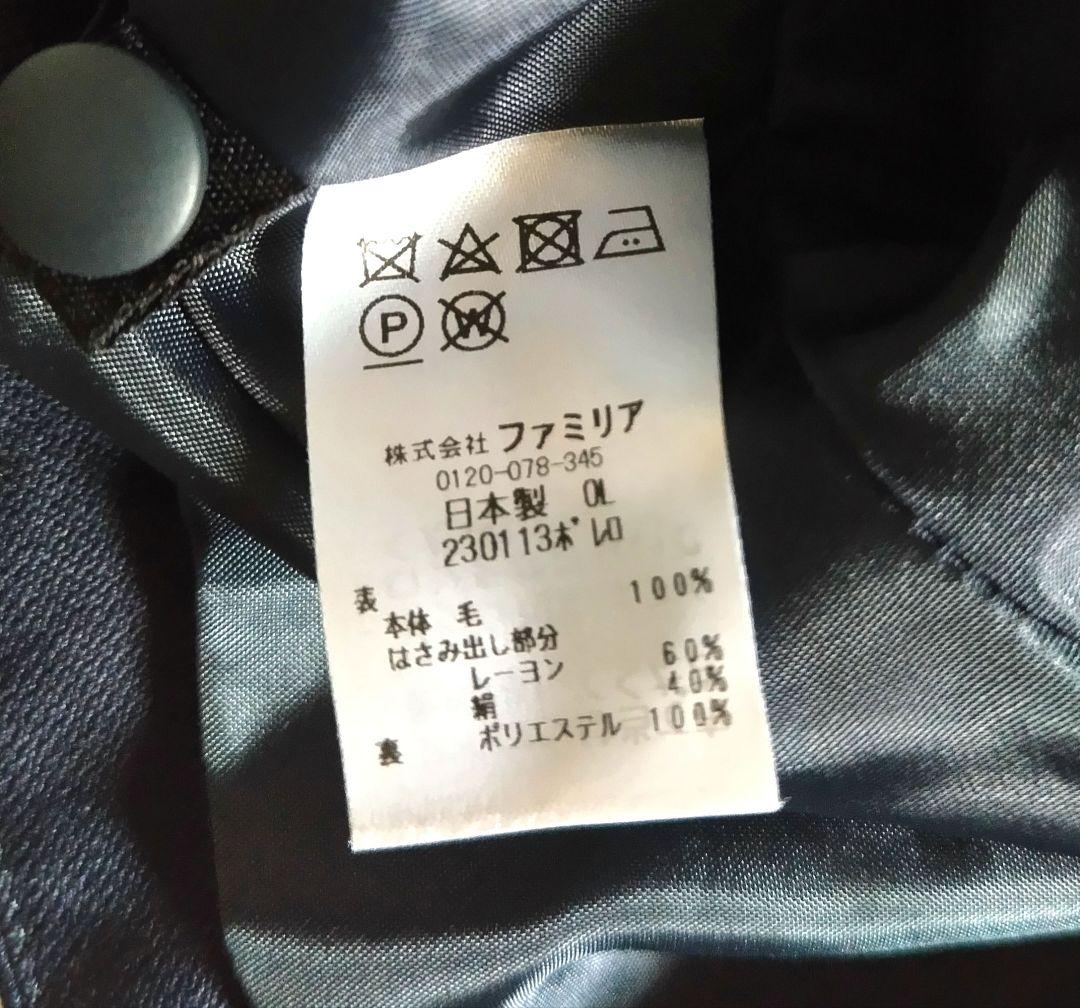 P W
株式会社 ファミリア
0120-078-345
日本製 OL
230113ボレロ
表
本体 毛 100%
はさみ出し部分
レーヨン 60%
絹 40%
裏 ポリエステル 100%